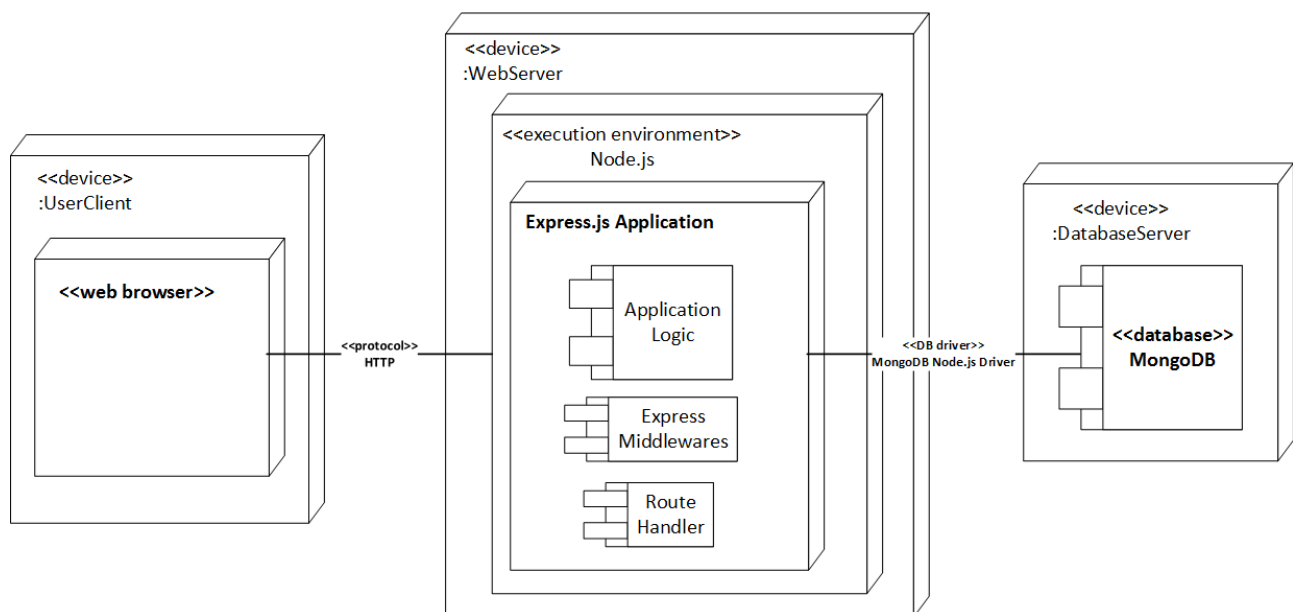 <<device>>
:UserClient
<<web browser>>
<<protocol>>
HTTP
<<device>>
:WebServer
<<execution environment>>
Node.js
Express.js Application
Application
Logic
Express
Middlewares
Route
Handler
<<DB driver>>
MongoDB Node.js Driver
<<device>>
:DatabaseServer
<<database>>
MongoDB